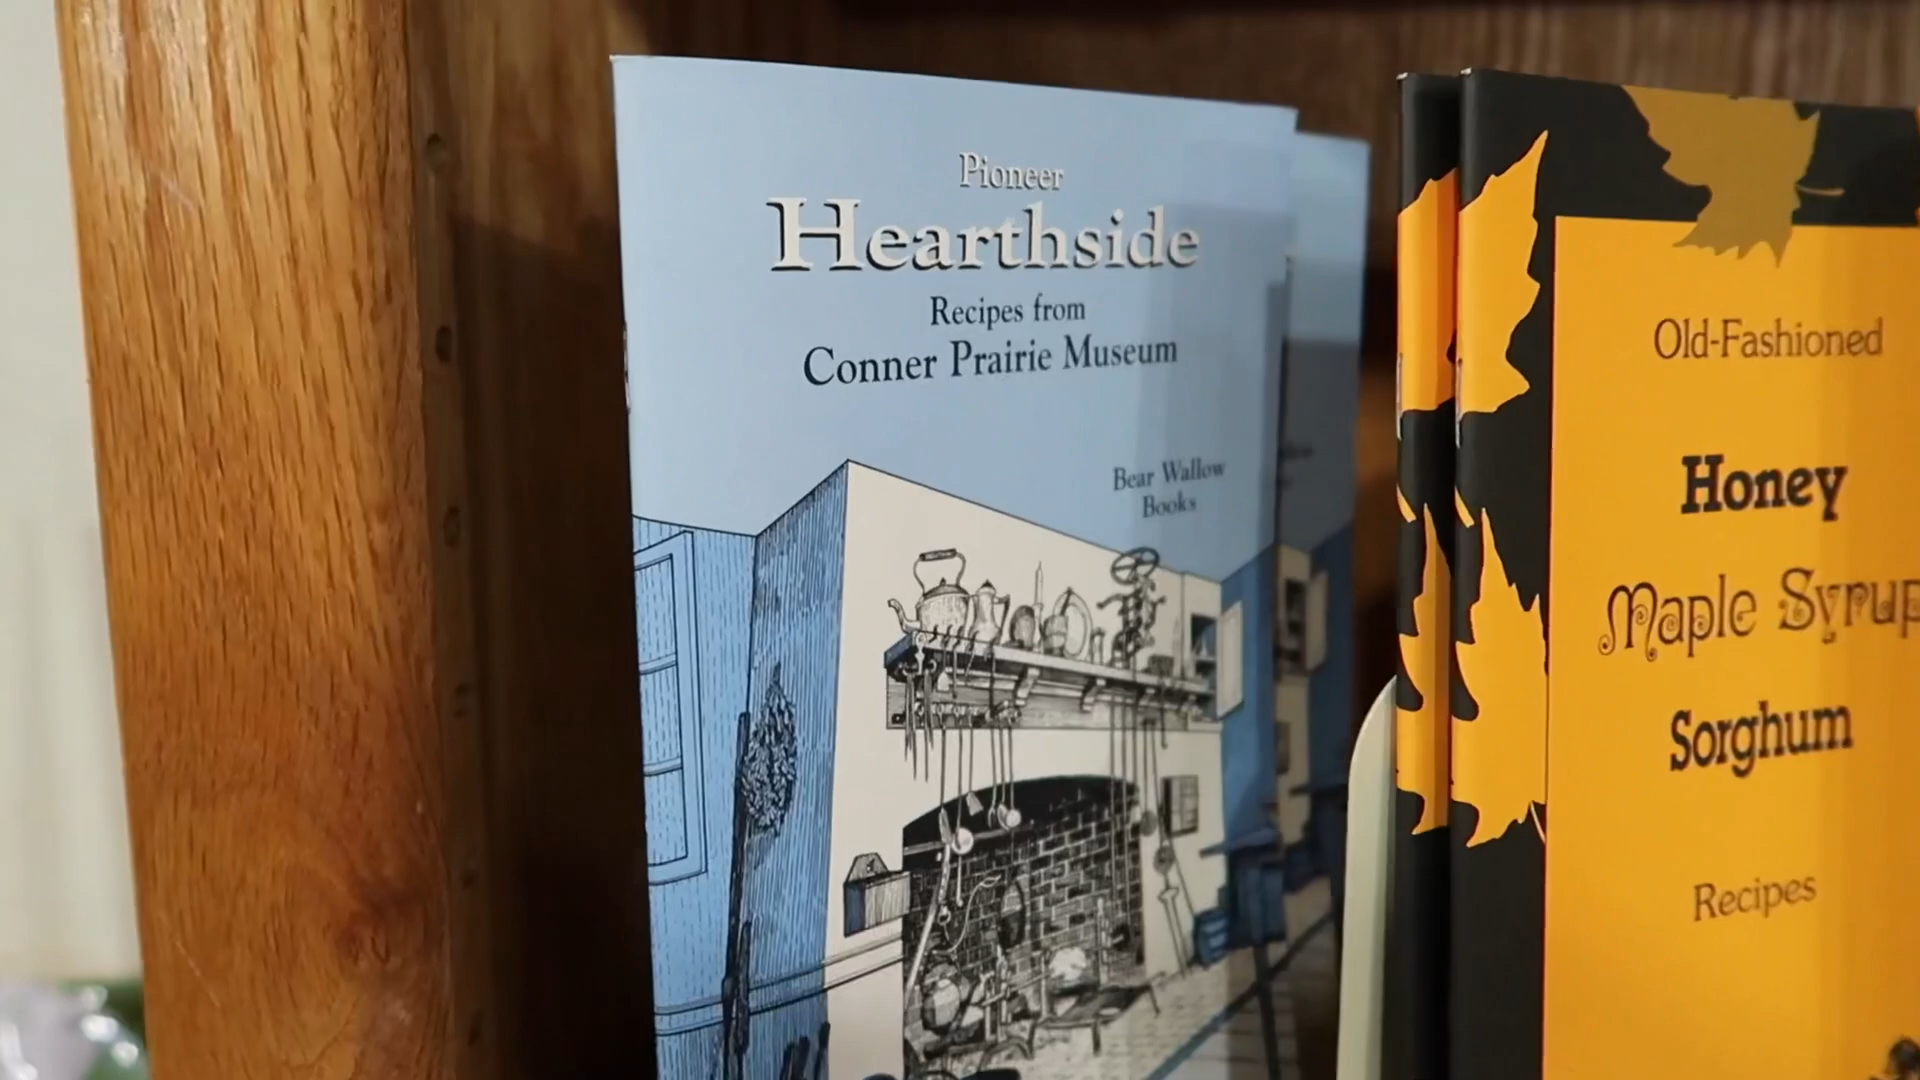 Pioneer
Hearthside
Recipes from
Conner Prairie Museum
Bear Wallow
Books
Old-Fashioned
Honey
Maple Syrup
Sorghum
Recipes